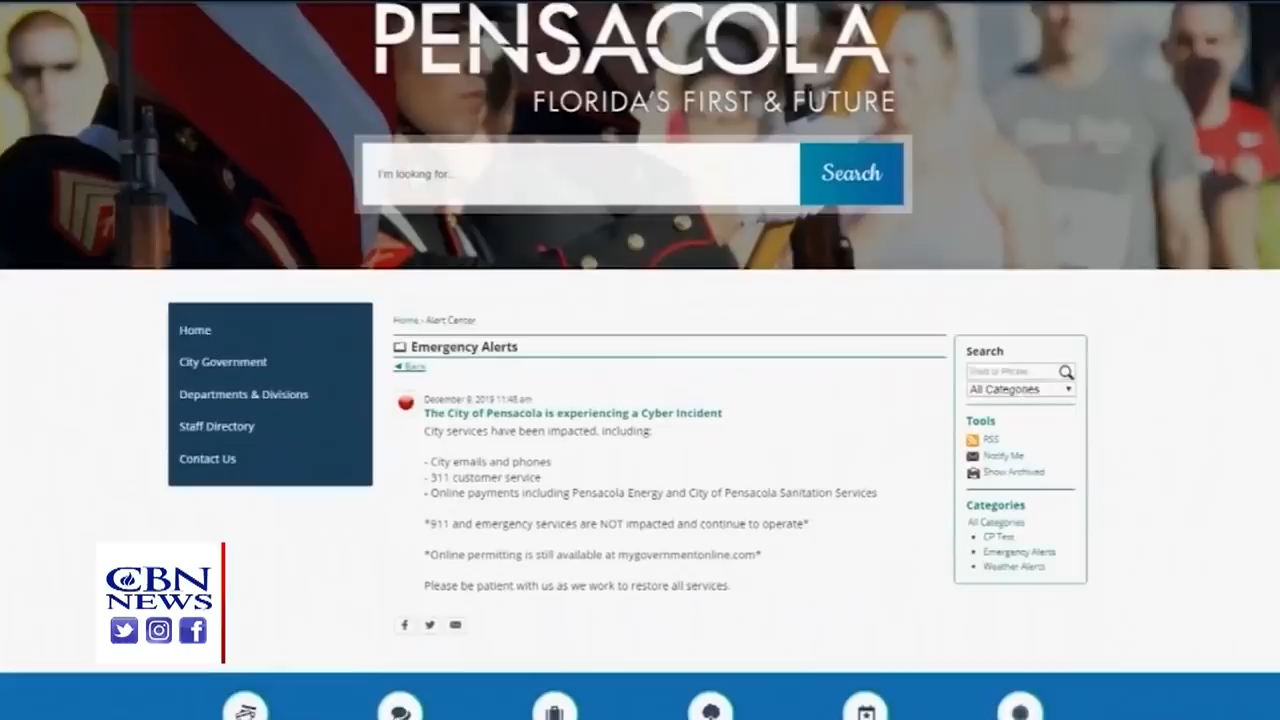 PENSACOLA
FLORIDA'S FIRST & FUTURE
I'm looking for...
Search
Home
City Government
Departments & Divisions
Staff Directory
Contact Us
Home › Alert Center
Emergency Alerts
Back
December 9, 2019 11:48 am
The City of Pensacola is experiencing a Cyber Incident
City services have been impacted, including:
- City emails and phones
- 311 customer service
- Online payments including Pensacola Energy and City of Pensacola Sanitation Services
*911 and emergency services are NOT impacted and continue to operate*
*Online permitting is still available at mygovernmentonline.com*
Please be patient with us as we work to restore all services.
Search
Word or Phrase
All Categories
Tools
RSS
Notify Me
Show Archived
Categories
All Categories
CP Test
Emergency Alerts
Weather Alerts
CBN
NEWS